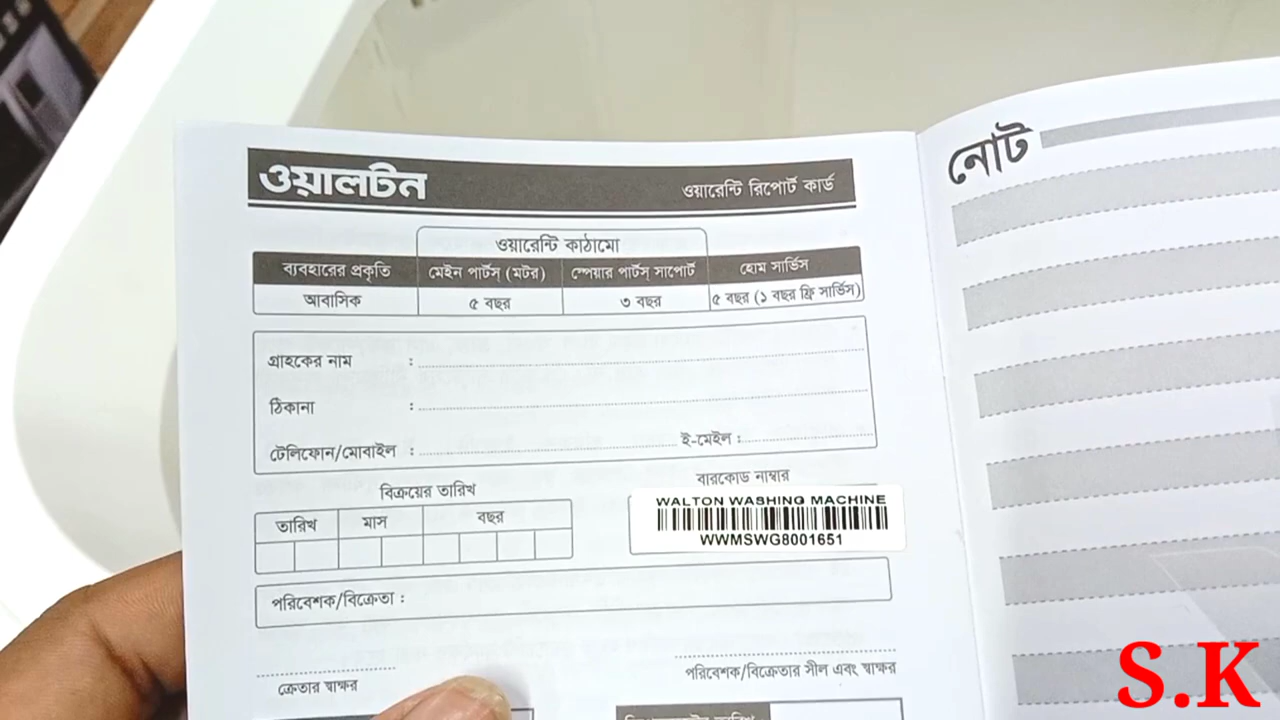 ওয়ালটন ওয়ারেন্টি রিপোর্ট কার্ড
ওয়ারেন্টি কাঠামো
ব্যবহারের প্রকৃতি মেইন পার্টস্ (মটর) স্পেয়ার পার্টস্ সাপোর্ট হোম সার্ভিস
আবাসিক ৫ বছর ৩ বছর ৫ বছর (১ বছর ফ্রি সার্ভিস)
গ্রাহকের নাম :
ঠিকানা :
টেলিফোন/মোবাইল : ই-মেইল :
বিক্রয়ের তারিখ
তারিখ মাস বছর
বারকোড নাম্বার
WALTON WASHING MACHINE
WWMSWG8001651
পরিবেশক/বিক্রেতা :
ক্রেতার স্বাক্ষর
পরিবেশক/বিক্রেতার সীল এবং স্বাক্ষর
নোট
S.K